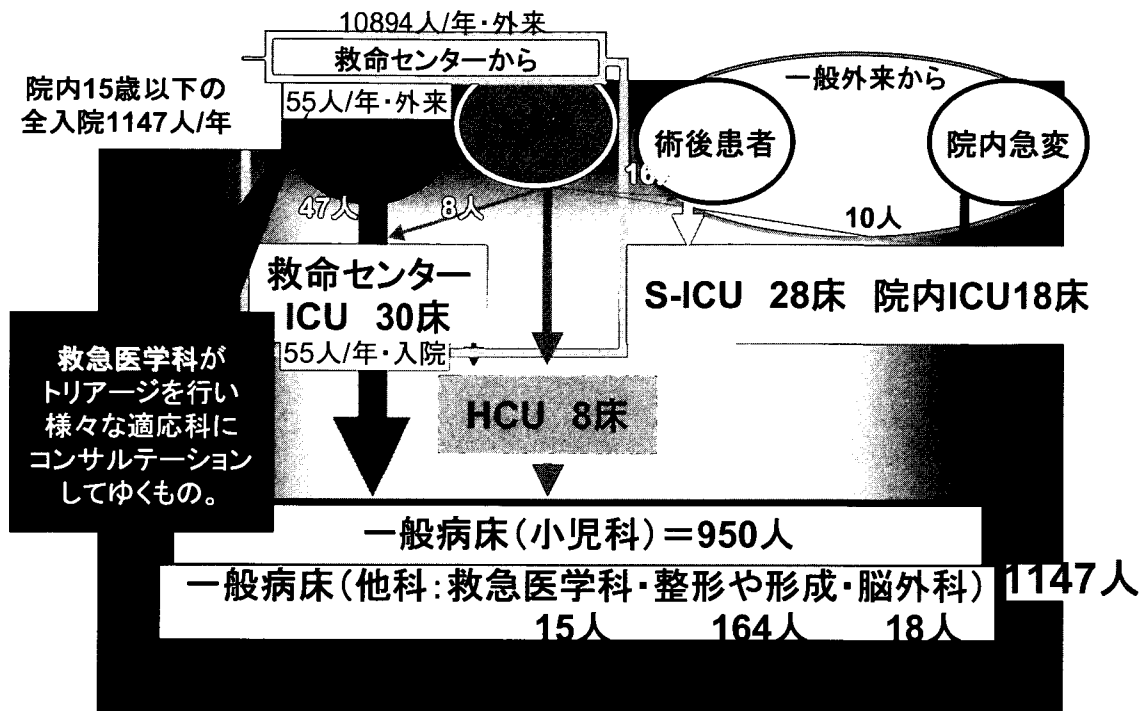 10894人/年・外来
救命センターから
院内15歳以下の
全入院1147人/年
55人/年・外来
一般外来から
術後患者
院内急変
47人
8人
10人
救命センター
ICU 30床
55人/年・入院
S-ICU 28床 院内ICU18床
救急医学科が
トリアージを行い
様々な適応科に
コンサルテーション
してゆくもの。
HCU 8床
一般病床(小児科)=950人
一般病床(他科:救急医学科・整形や形成・脳外科)
1147人
15人 164人 18人